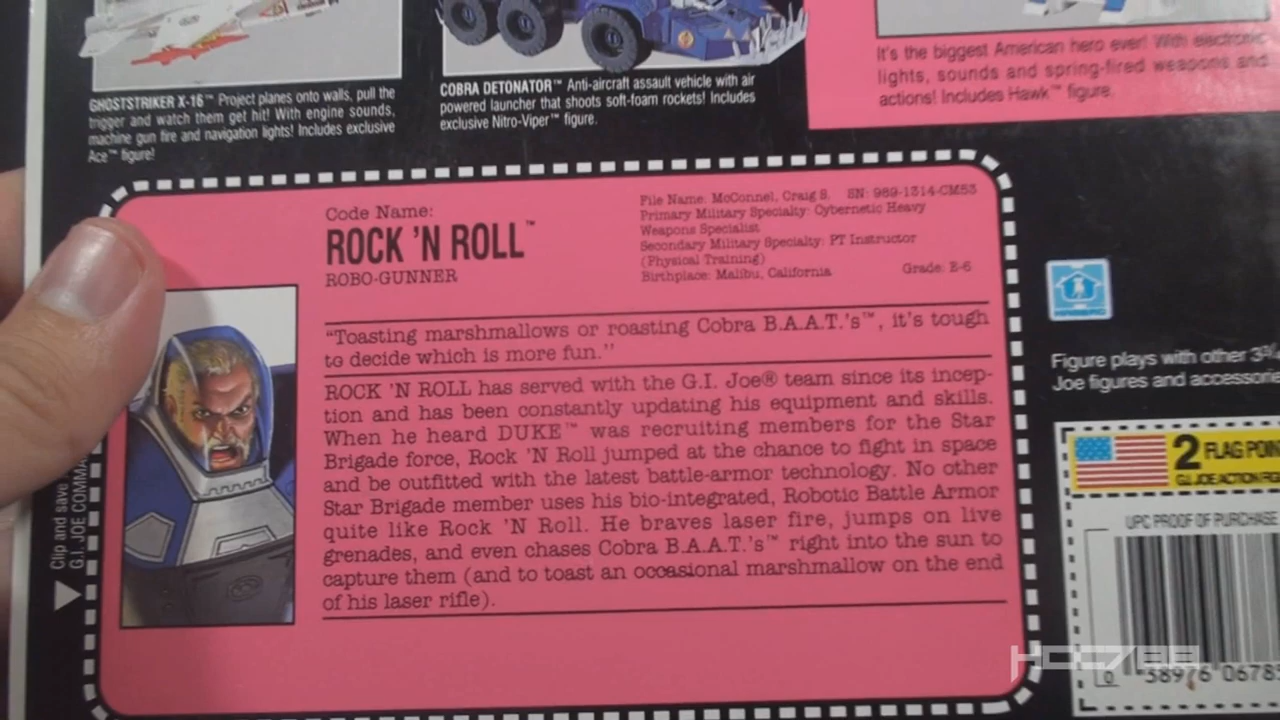 GHOSTSTRIKER X-16™ Project planes onto walls, pull the
trigger and watch them get hit! With engine sounds,
machine gun fire and navigation lights! Includes exclusive
Ace™ figure!
COBRA DETONATOR™ Anti-aircraft assault vehicle with air
powered launcher that shoots soft-foam rockets! Includes
exclusive Nitro-Viper™ figure.
It's the biggest American hero ever! With electronic
lights, sounds and spring-fired weapons and
actions! Includes Hawk™ figure.
Code Name:
ROCK 'N ROLL™
ROBO-GUNNER
File Name: McConnel, Craig S. SN: 989-1314-CM53
Primary Military Specialty: Cybernetic Heavy
Weapons Specialist
Secondary Military Specialty: PT Instructor
(Physical Training)
Birthplace: Malibu, California Grade: E-6
"Toasting marshmallows or roasting Cobra B.A.A.T.'s™, it's tough
to decide which is more fun."
ROCK 'N ROLL has served with the G.I. Joe® team since its incep-
tion and has been constantly updating his equipment and skills.
When he heard DUKE™ was recruiting members for the Star
Brigade force, Rock 'N Roll jumped at the chance to fight in space
and be outfitted with the latest battle-armor technology. No other
Star Brigade member uses his bio-integrated, Robotic Battle Armor
quite like Rock 'N Roll. He braves laser fire, jumps on live
grenades, and even chases Cobra B.A.A.T.'s™ right into the sun to
capture them (and to toast an occasional marshmallow on the end
of his laser rifle).
Clip and save
G.I. JOE COMMA
HASBRO
Figure plays with other 3¾
Joe figures and accessorie
2 FLAG POIN
G.I. JOE ACTION FIG
UPC PROOF OF PURCHASE
0 38976 0678
HCC788